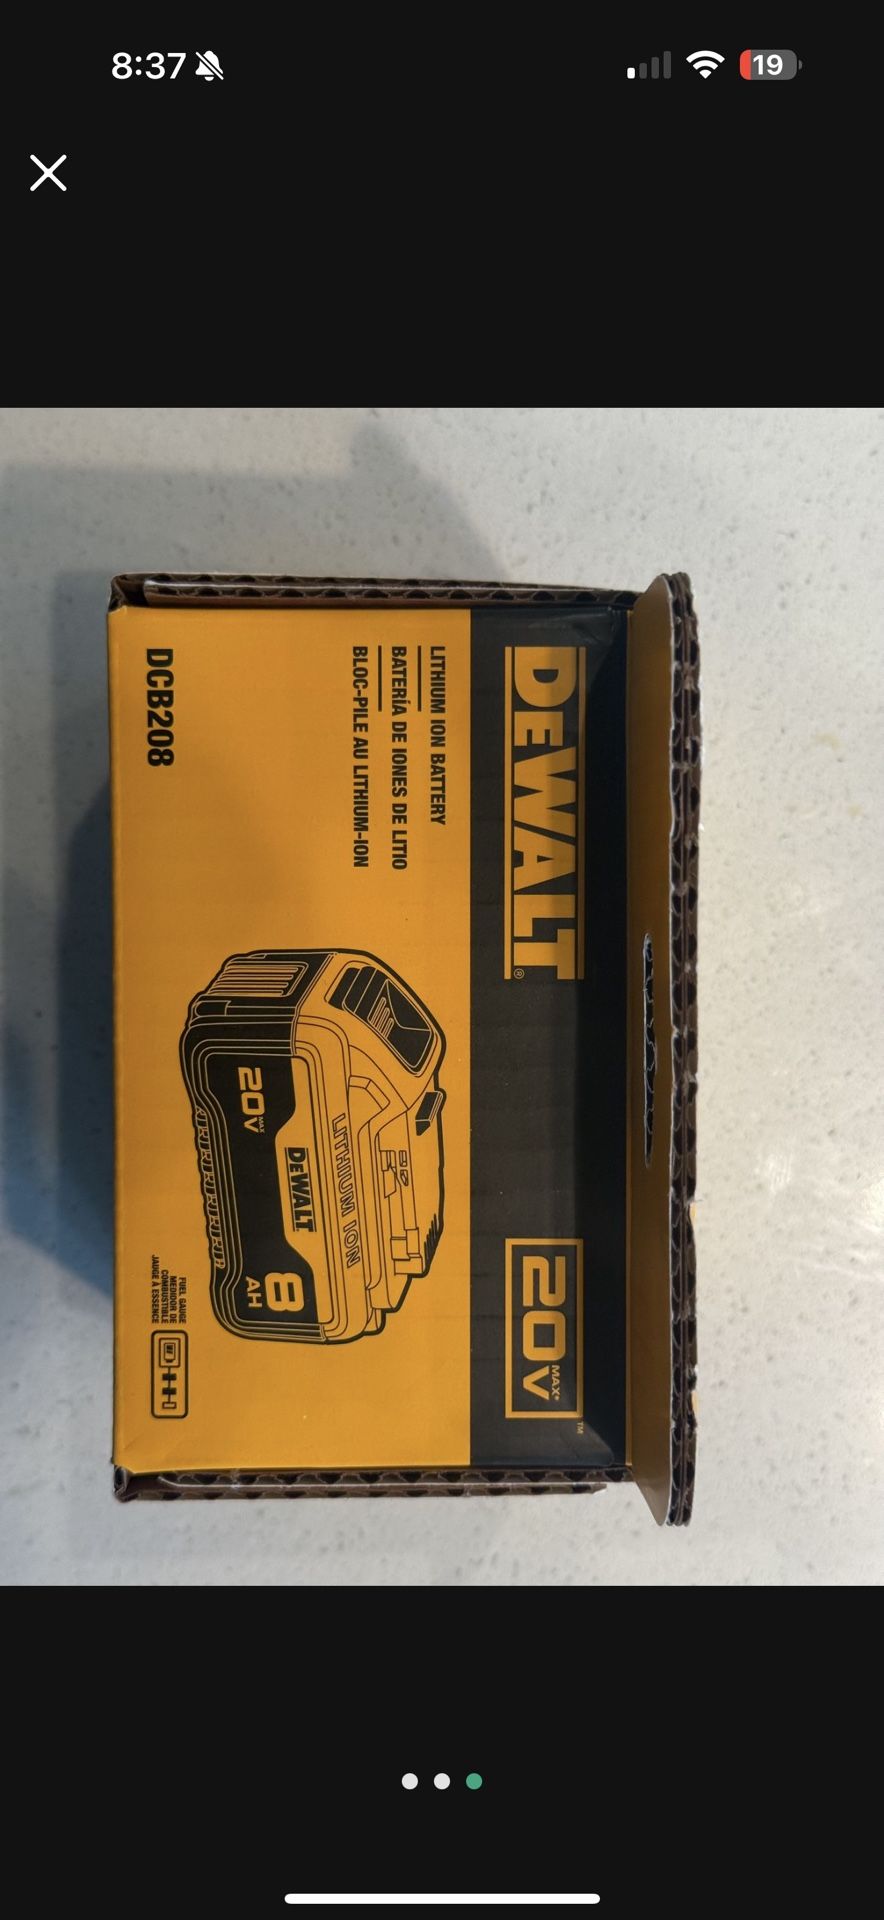 8:37
19
DEWALT®
20V MAX* ™
LITHIUM ION BATTERY
BATERÍA DE IONES DE LITIO
BLOC-PILE AU LITHIUM-ION
LITHIUM ION
DEWALT
20V MAX
8
AH
DCB208
FUEL GAUGE
MEDIDOR DE
COMBUSTIBLE
JAUGE À ESSENCE